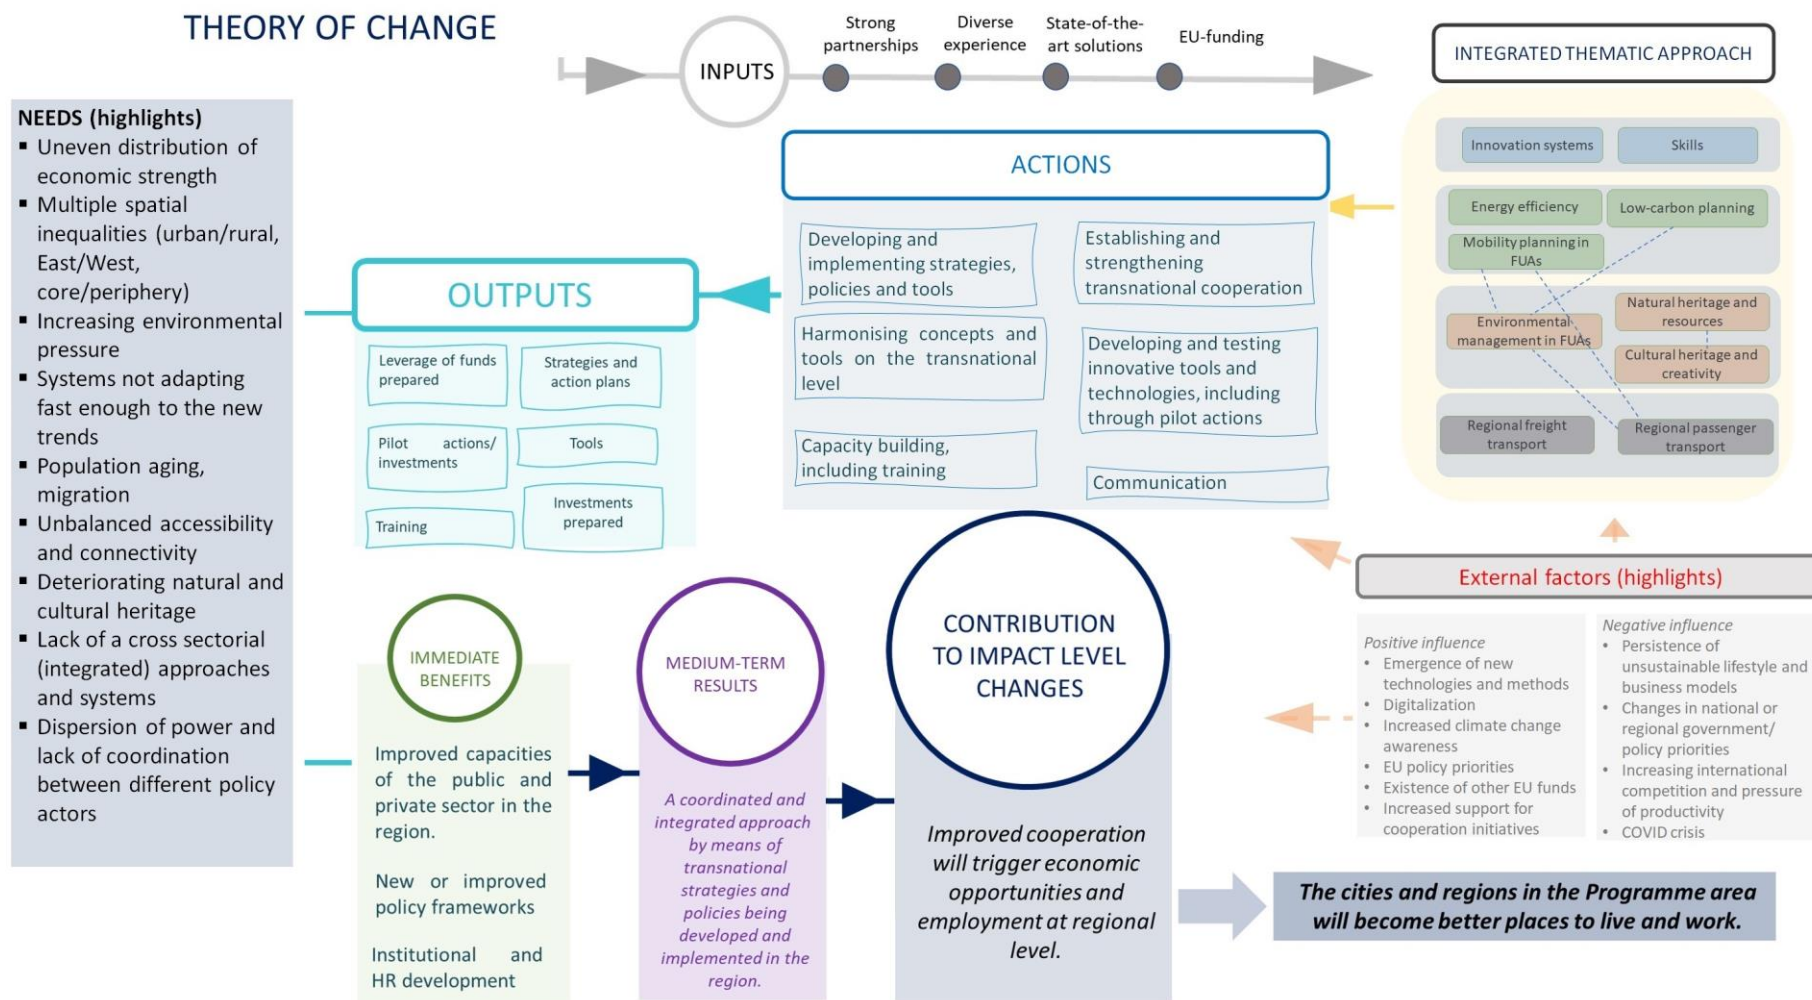 THEORY OF CHANGE
INPUTS
Strong
partnerships
Diverse
experience
State-of-the-
art solutions
EU-funding
INTEGRATED THEMATIC APPROACH
NEEDS (highlights)
▪ Uneven distribution of
economic strength
▪ Multiple spatial
inequalities (urban/rural,
East/West,
core/periphery)
▪ Increasing environmental
pressure
▪ Systems not adapting
fast enough to the new
trends
▪ Population aging,
migration
▪ Unbalanced accessibility
and connectivity
▪ Deteriorating natural and
cultural heritage
▪ Lack of a cross sectorial
(integrated) approaches
and systems
▪ Dispersion of power and
lack of coordination
between different policy
actors
OUTPUTS
Leverage of funds
prepared
Strategies and
action plans
Pilot actions/
investments
Tools
Training
Investments
prepared
ACTIONS
Developing and
implementing strategies,
policies and tools
Establishing and
strengthening
transnational cooperation
Harmonising concepts and
tools on the transnational
level
Developing and testing
innovative tools and
technologies, including
through pilot actions
Capacity building,
including training
Communication
Innovation systems
Skills
Energy efficiency
Low-carbon planning
Mobility planning in
FUAs
Environmental
management in FUAs
Natural heritage and
resources
Cultural heritage and
creativity
Regional freight
transport
Regional passenger
transport
External factors (highlights)
Positive influence
• Emergence of new
technologies and methods
• Digitalization
• Increased climate change
awareness
• EU policy priorities
• Existence of other EU funds
• Increased support for
cooperation initiatives
Negative influence
• Persistence of
unsustainable lifestyle and
business models
• Changes in national or
regional government/
policy priorities
• Increasing international
competition and pressure
of productivity
• COVID crisis
IMMEDIATE
BENEFITS
Improved capacities
of the public and
private sector in the
region.
New or improved
policy frameworks
Institutional and
HR development
MEDIUM-TERM
RESULTS
A coordinated and
integrated approach
by means of
transnational
strategies and
policies being
developed and
implemented in the
region.
CONTRIBUTION
TO IMPACT LEVEL
CHANGES
Improved cooperation
will trigger economic
opportunities and
employment at regional
level.
The cities and regions in the Programme area
will become better places to live and work.